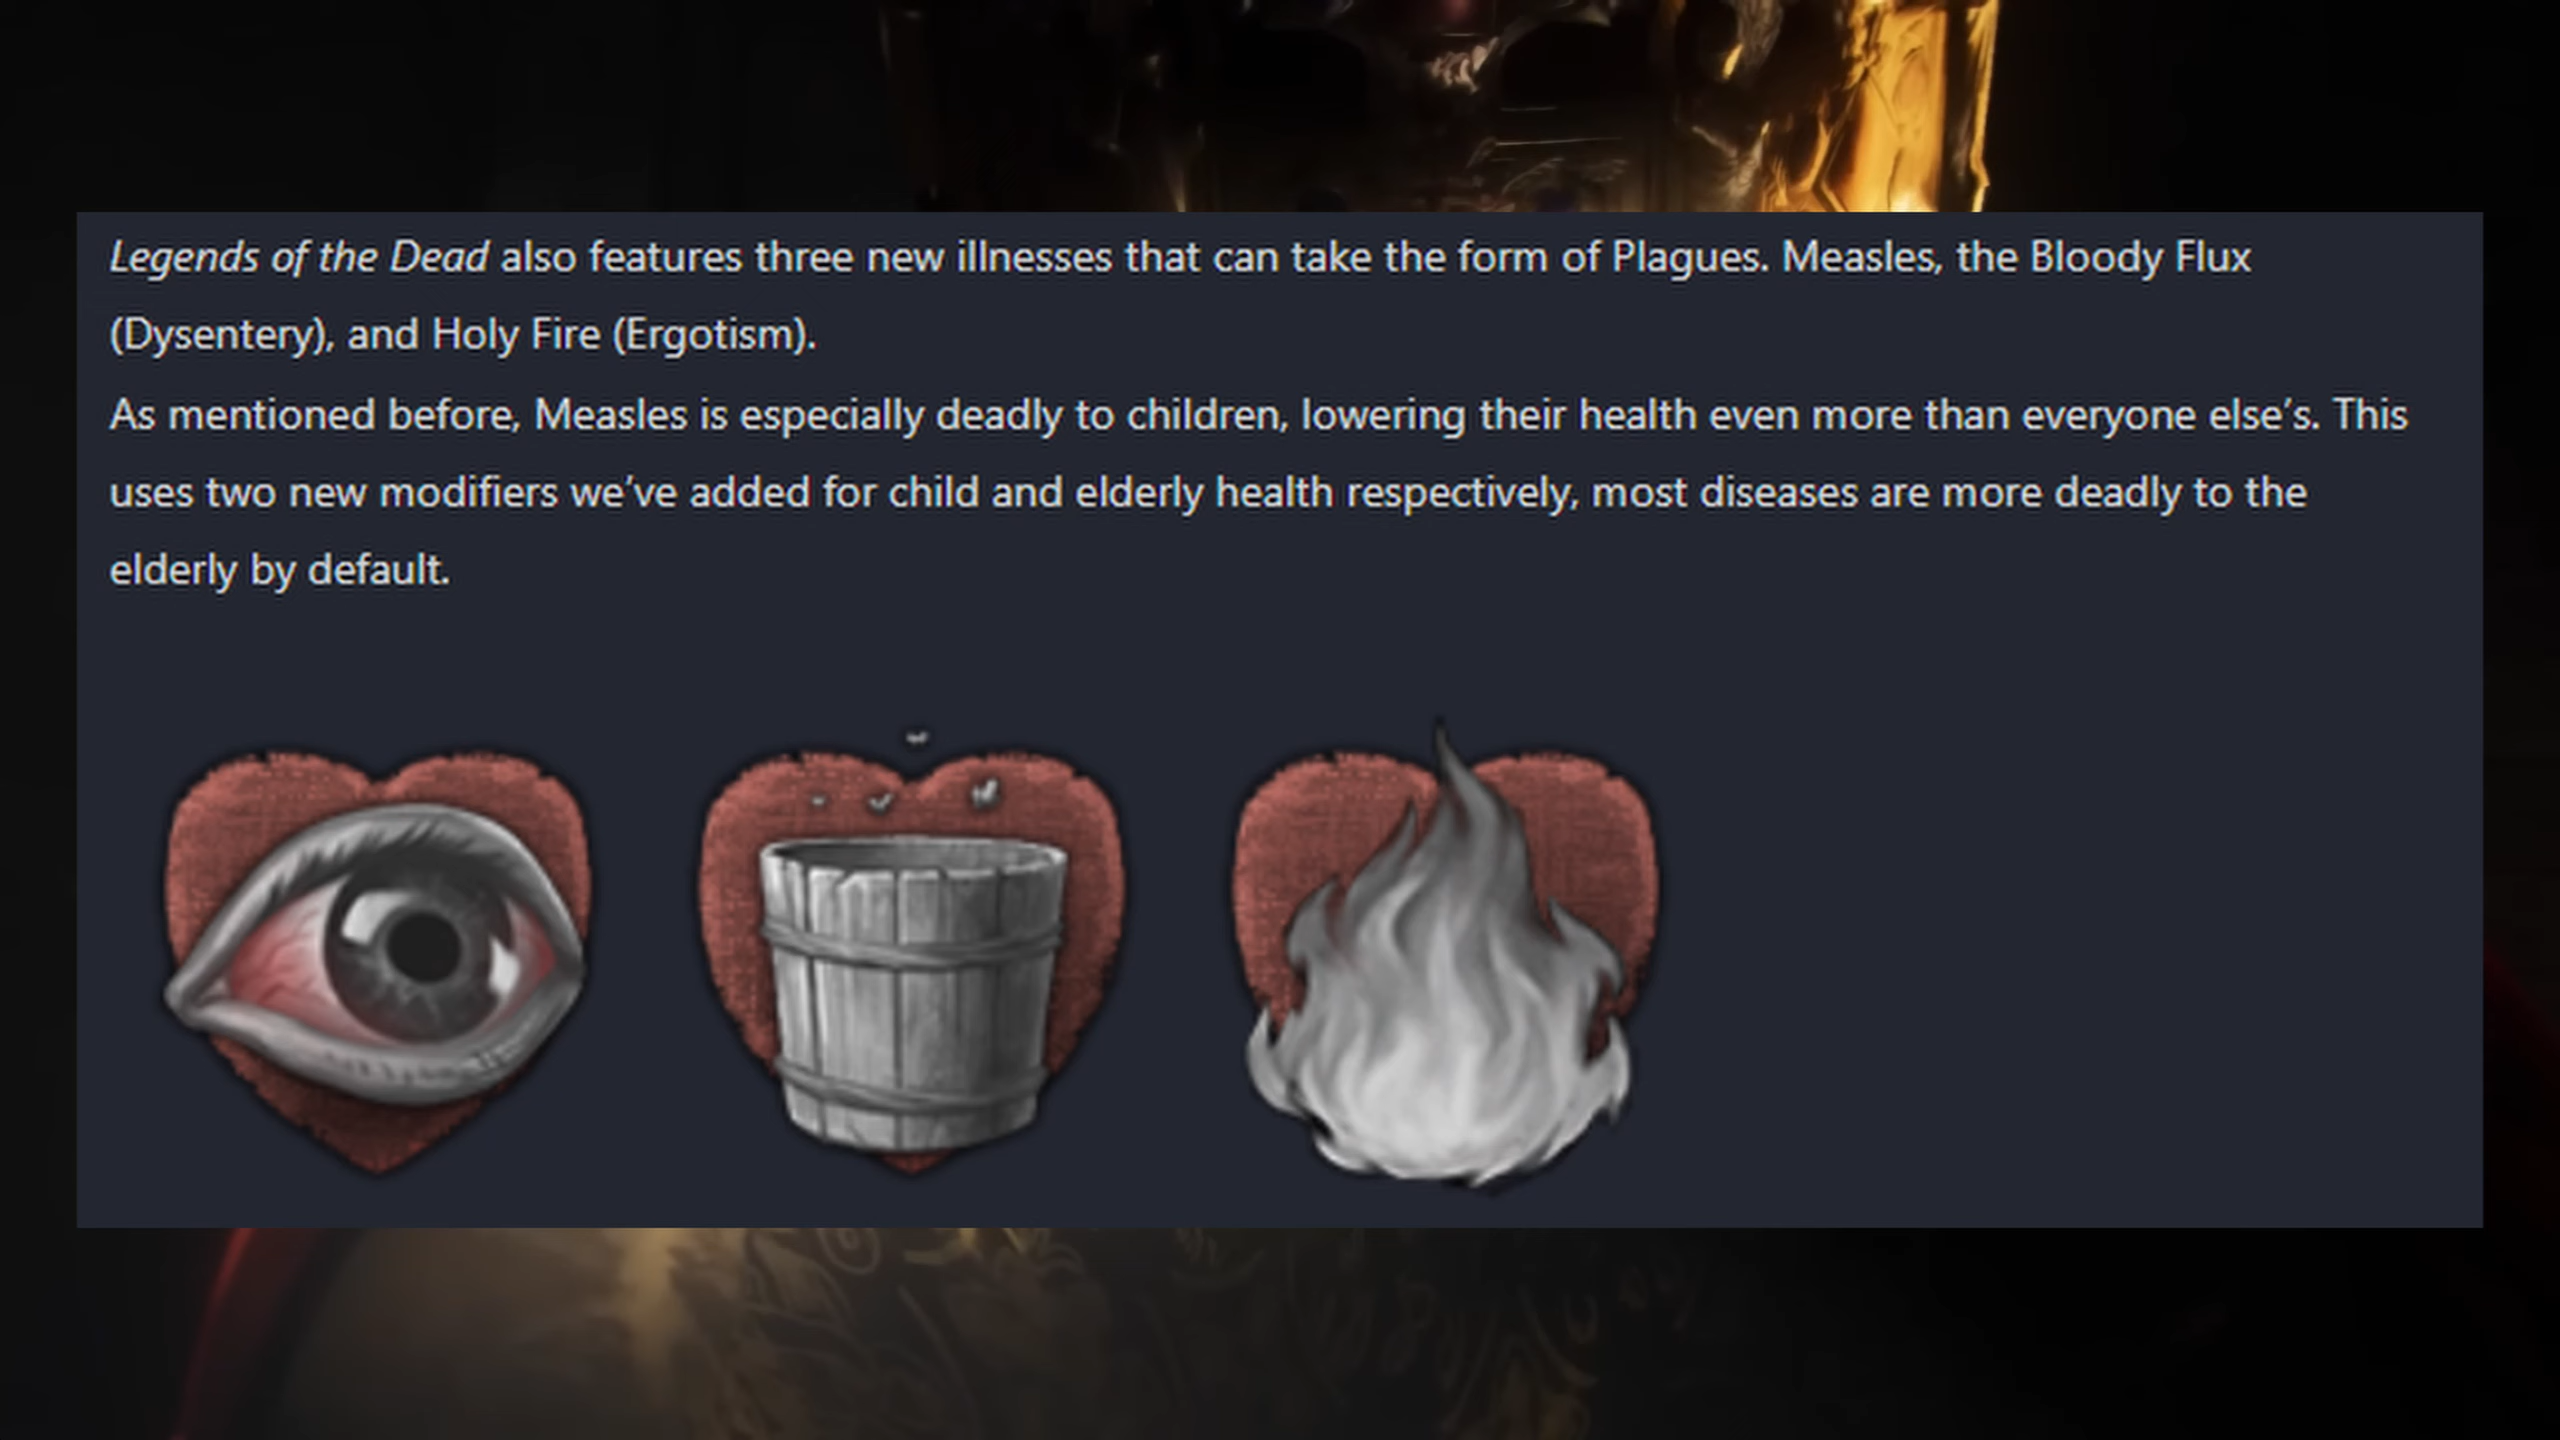 Legends of the Dead also features three new illnesses that can take the form of Plagues. Measles, the Bloody Flux
(Dysentery), and Holy Fire (Ergotism).
As mentioned before, Measles is especially deadly to children, lowering their health even more than everyone else’s. This
uses two new modifiers we’ve added for child and elderly health respectively, most diseases are more deadly to the
elderly by default.